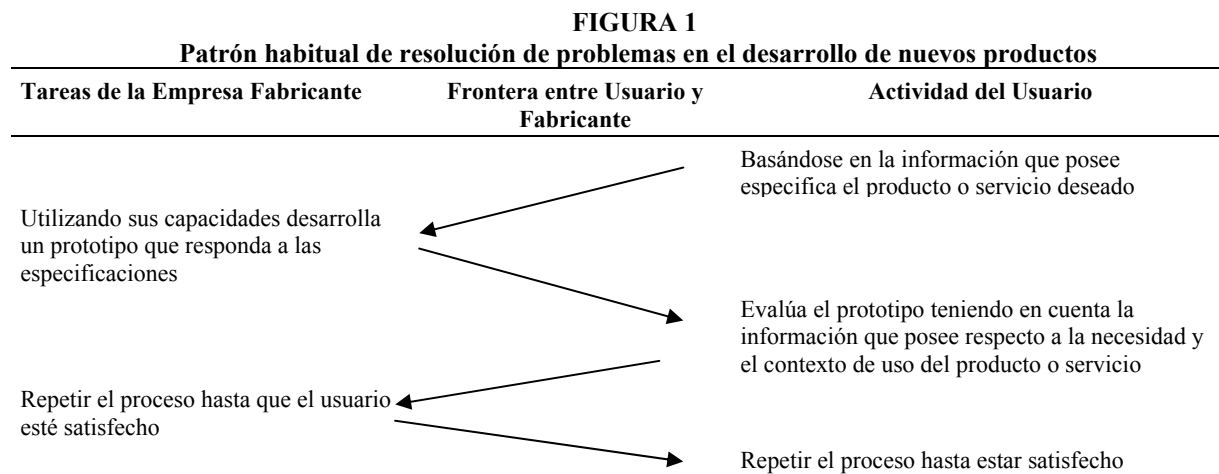 FIGURA 1
Patrón habitual de resolución de problemas en el desarrollo de nuevos productos
Tareas de la Empresa Fabricante
Frontera entre Usuario y
Fabricante
Actividad del Usuario
Basándose en la información que posee
especifica el producto o servicio deseado
Utilizando sus capacidades desarrolla
un prototipo que responda a las
especificaciones
Evalúa el prototipo teniendo en cuenta la
información que posee respecto a la necesidad y
el contexto de uso del producto o servicio
Repetir el proceso hasta que el usuario
esté satisfecho
Repetir el proceso hasta estar satisfecho